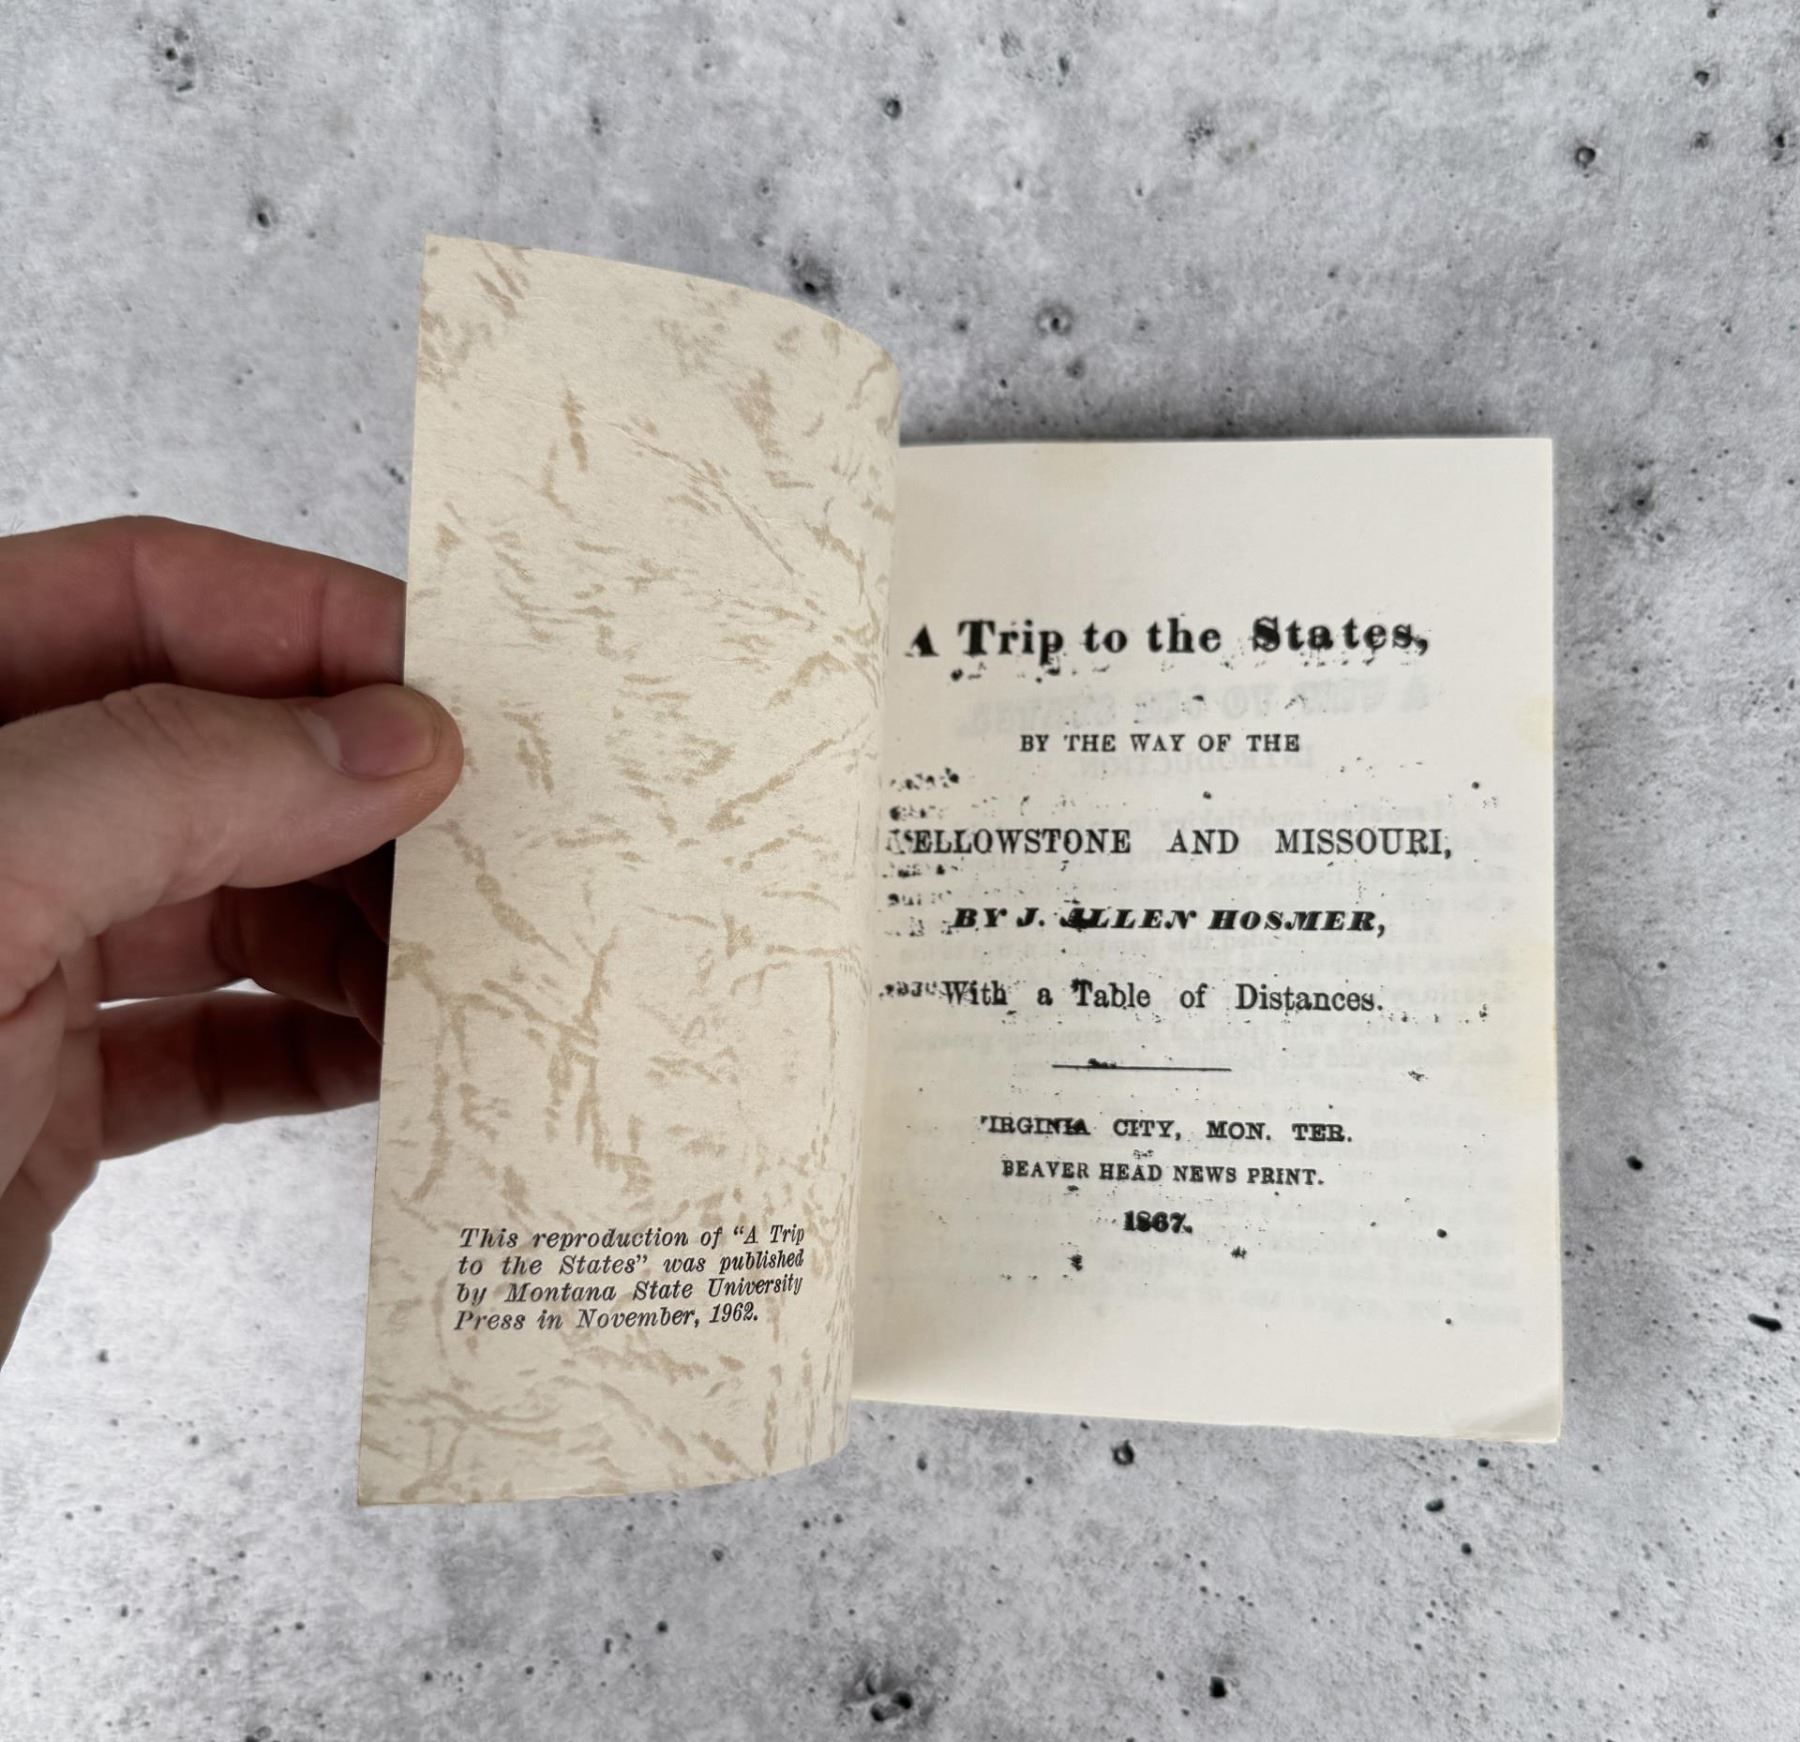 This reproduction of “A Trip
to the States” was published
by Montana State University
Press in November, 1962.
A Trip to the States,
BY THE WAY OF THE
YELLOWSTONE AND MISSOURI,
BY J. ALLEN HOSMER,
With a Table of Distances.
VIRGINIA CITY, MON. TER.
BEAVER HEAD NEWS PRINT.
1867.